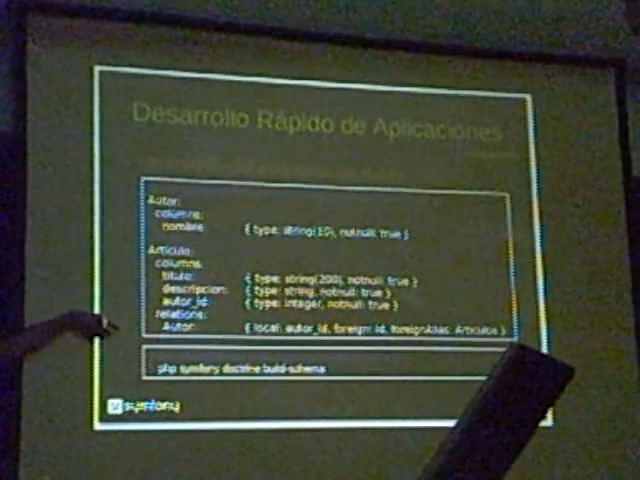 Desarrollo Rápido de Aplicaciones
Autor:
columns:
nombre { type: string(50), notnull: true }
Articulo:
columns:
titulo: { type: string(200), notnull: true }
descripcion: { type: string, notnull: true }
autor_id: { type: integer, notnull: true }
relations:
Autor: { local: autor_id, foreign: id, foreignAlias: Articulos }
php symfony doctrine build-schema
symfony